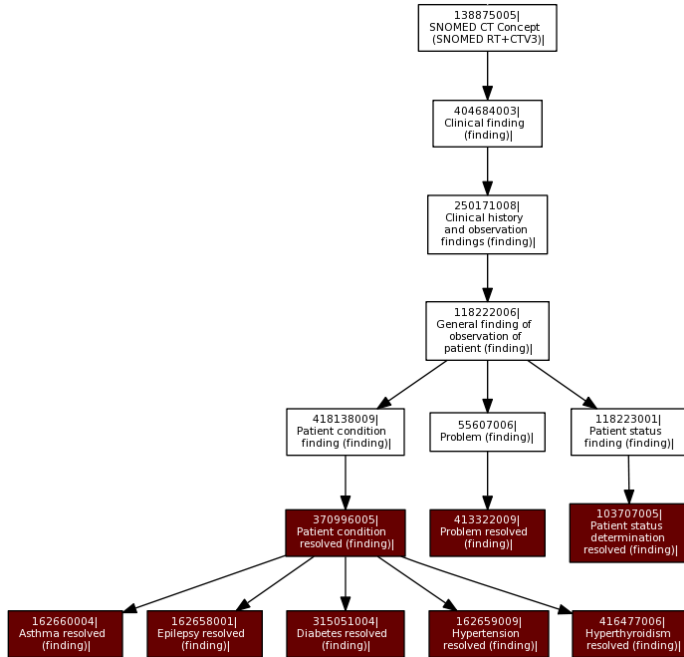 138875005|
SNOMED CT Concept
(SNOMED RT+CTV3)|
404684003|
Clinical finding
(finding)|
250171008|
Clinical history
and observation
findings (finding)|
118222006|
General finding of
observation of
patient (finding)|
418138009|
Patient condition
finding (finding)|
55607006|
Problem (finding)|
118223001|
Patient status
finding (finding)|
370996005|
Patient condition
resolved (finding)|
413322009|
Problem resolved
(finding)|
103707005|
Patient status
determination
resolved (finding)|
162660004|
Asthma resolved
(finding)|
162658001|
Epilepsy resolved
(finding)|
315051004|
Diabetes resolved
(finding)|
162659009|
Hypertension
resolved (finding)|
416477006|
Hyperthyroidism
resolved (finding)|